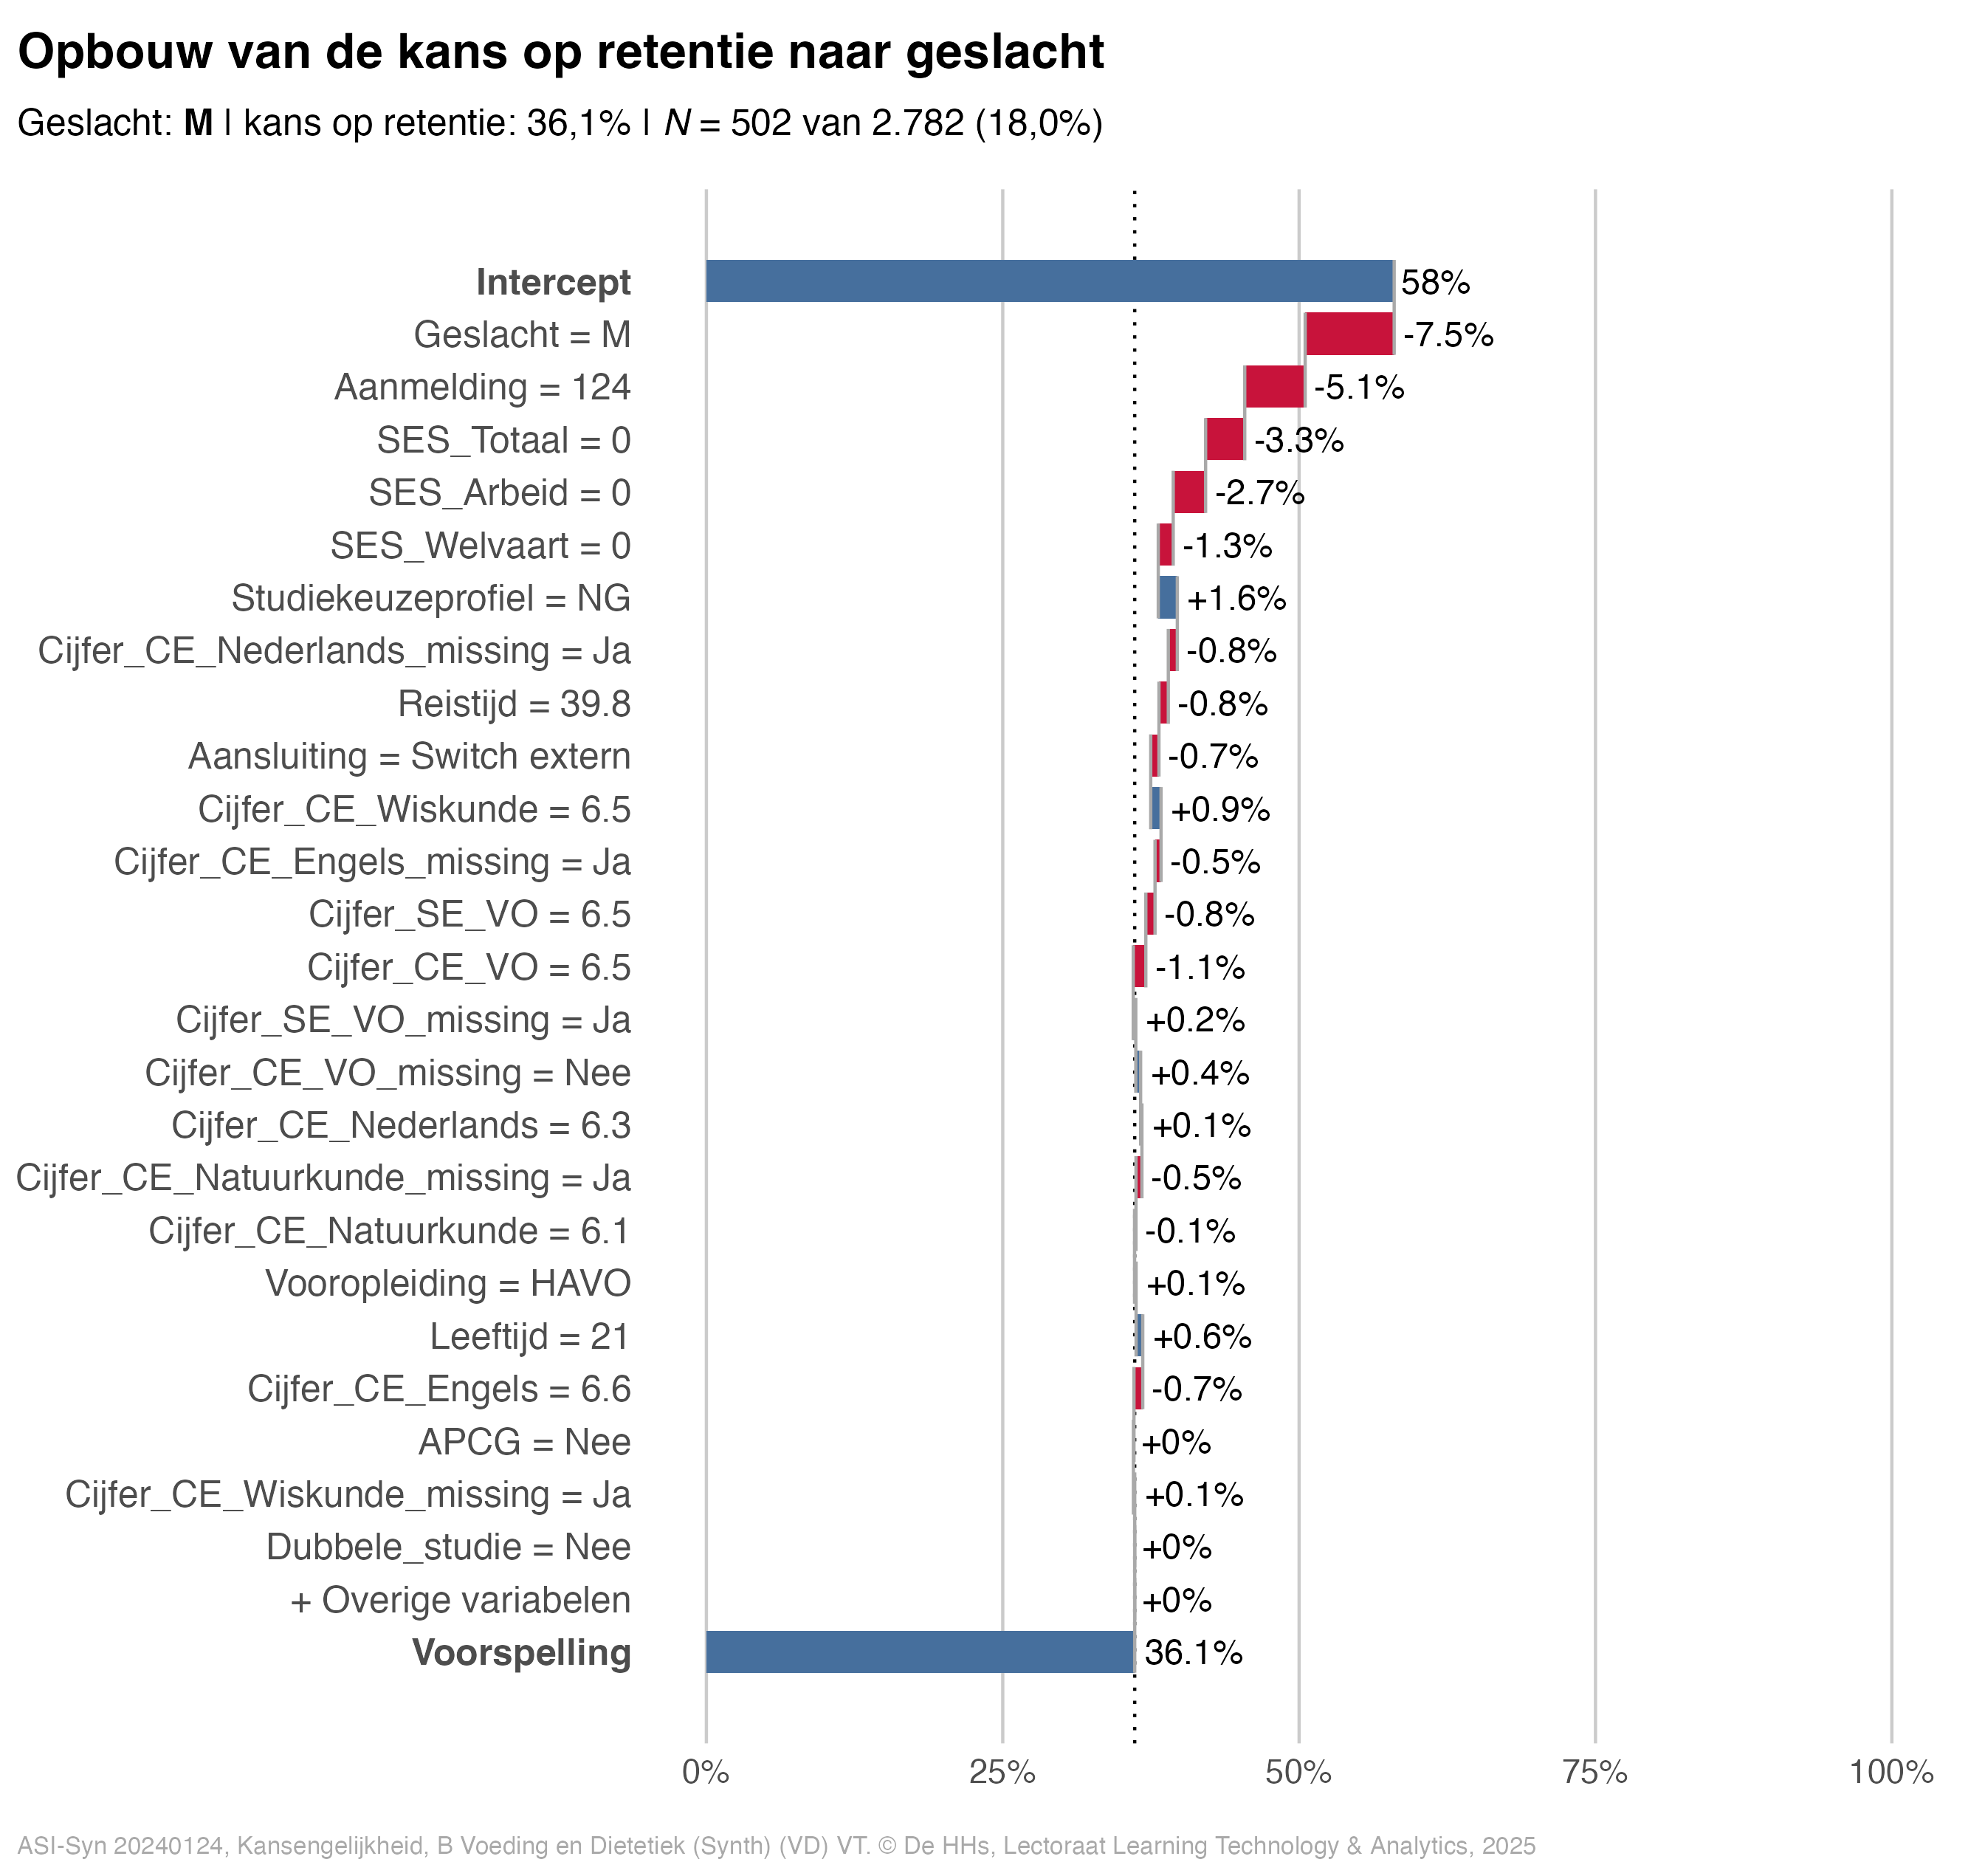 Opbouw van de kans op retentie naar geslacht
Geslacht: M | kans op retentie: 36,1% | N = 502 van 2.782 (18,0%)
Intercept 58%
Geslacht = M -7.5%
Aanmelding = 124 -5.1%
SES_Totaal = 0 -3.3%
SES_Arbeid = 0 -2.7%
SES_Welvaart = 0 -1.3%
Studiekeuzeprofiel = NG +1.6%
Cijfer_CE_Nederlands_missing = Ja -0.8%
Reistijd = 39.8 -0.8%
Aansluiting = Switch extern -0.7%
Cijfer_CE_Wiskunde = 6.5 +0.9%
Cijfer_CE_Engels_missing = Ja -0.5%
Cijfer_SE_VO = 6.5 -0.8%
Cijfer_CE_VO = 6.5 -1.1%
Cijfer_SE_VO_missing = Ja +0.2%
Cijfer_CE_VO_missing = Nee +0.4%
Cijfer_CE_Nederlands = 6.3 +0.1%
Cijfer_CE_Natuurkunde_missing = Ja -0.5%
Cijfer_CE_Natuurkunde = 6.1 -0.1%
Vooropleiding = HAVO +0.1%
Leeftijd = 21 +0.6%
Cijfer_CE_Engels = 6.6 -0.7%
APCG = Nee +0%
Cijfer_CE_Wiskunde_missing = Ja +0.1%
Dubbele_studie = Nee +0%
+ Overige variabelen +0%
Voorspelling 36.1%
0% 25% 50% 75% 100%
ASI-Syn 20240124, Kansengelijkheid, B Voeding en Dietetiek (Synth) (VD) VT. © De HHs, Lectoraat Learning Technology & Analytics, 2025